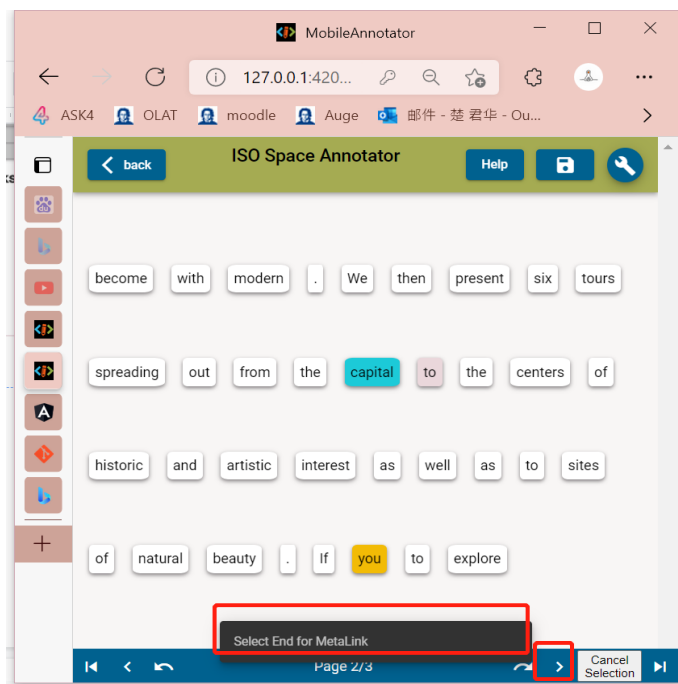 MobileAnnotator
127.0.0.1:420...
ASK4 OLAT moodle Auge 邮件 - 楚 君华 - Ou...
back ISO Space Annotator Help
become with modern . We then present six tours
spreading out from the capital to the centers of
historic and artistic interest as well as to sites
of natural beauty . If you to explore
Select End for MetaLink
Page 2/3
Cancel
Selection